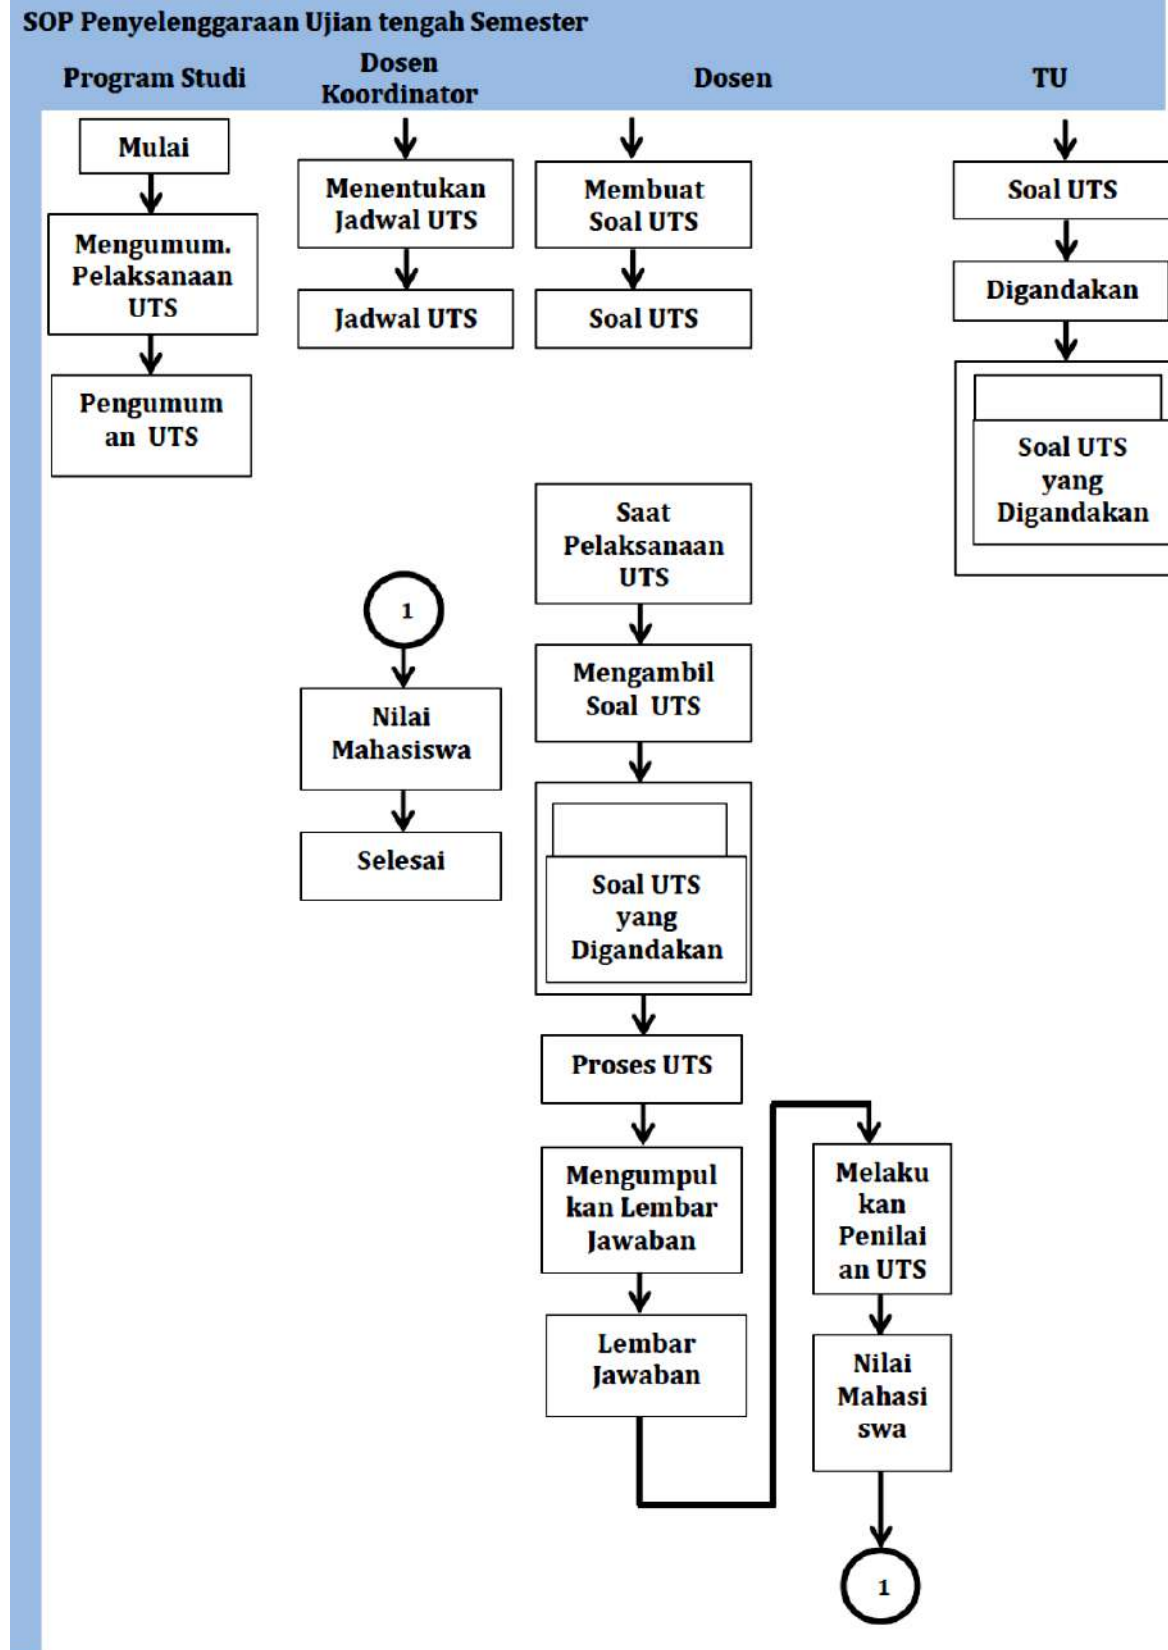 SOP Penyelenggaraan Ujian tengah Semester
Program Studi
Dosen
Koordinator
Dosen
TU
Mulai
Mengumum.
Pelaksanaan
UTS
Pengumum
an UTS
Menentukan
Jadwal UTS
Jadwal UTS
Membuat
Soal UTS
Soal UTS
Soal UTS
Digandakan
Soal UTS
yang
Digandakan
Saat
Pelaksanaan
UTS
Mengambil
Soal UTS
Soal UTS
yang
Digandakan
Proses UTS
Mengumpul
kan Lembar
Jawaban
Lembar
Jawaban
Melaku
kan
Penilai
an UTS
Nilai
Mahasi
swa
1
1
Nilai
Mahasiswa
Selesai